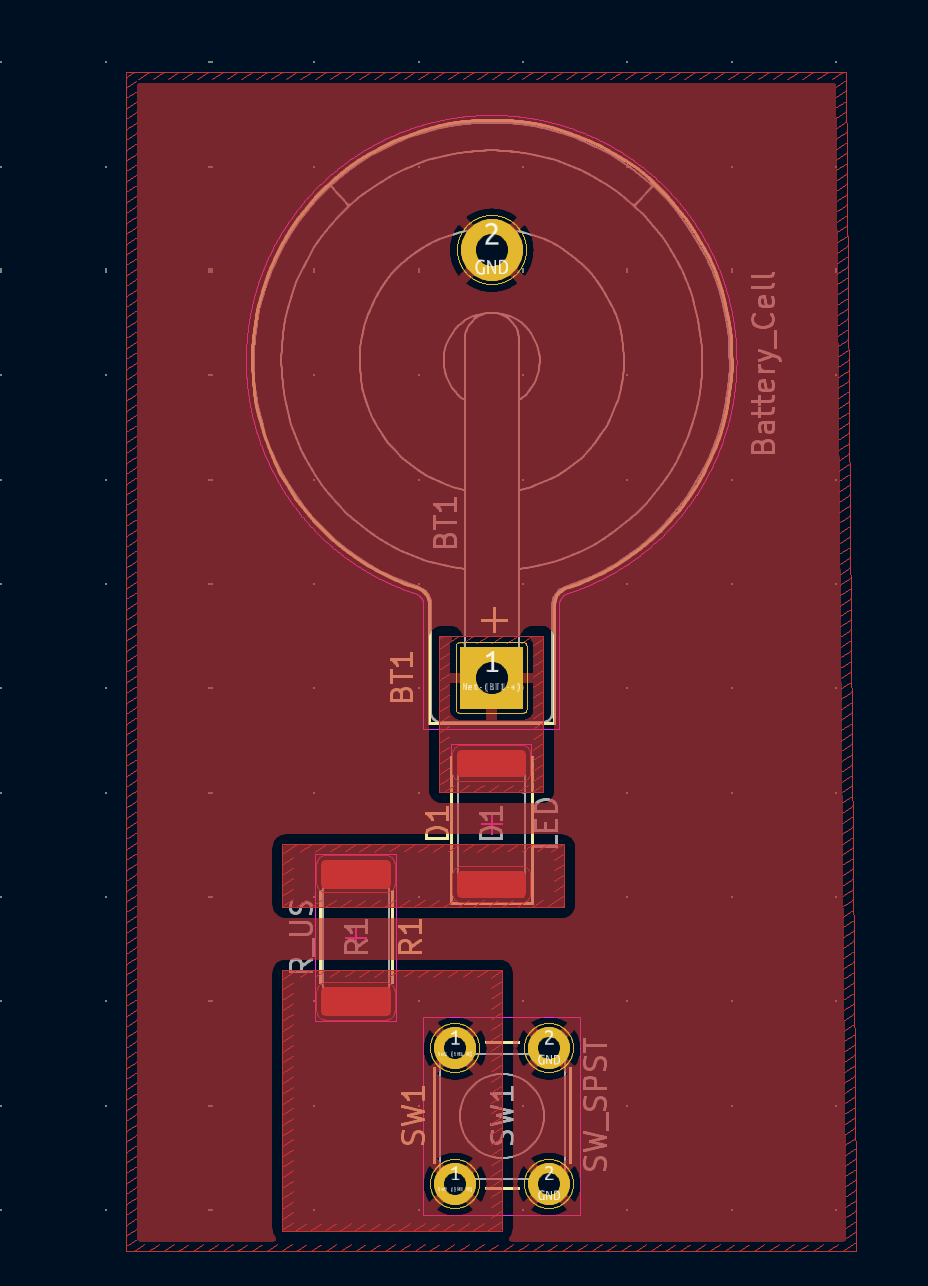 2
GND
Battery_Cell
BT1
+
BT1
1
Net-(BT1-+)
D1
D1
LED
R_US
R1
R1
1
2
GND
SW1
SW1
SW_SPST
1
2
GND